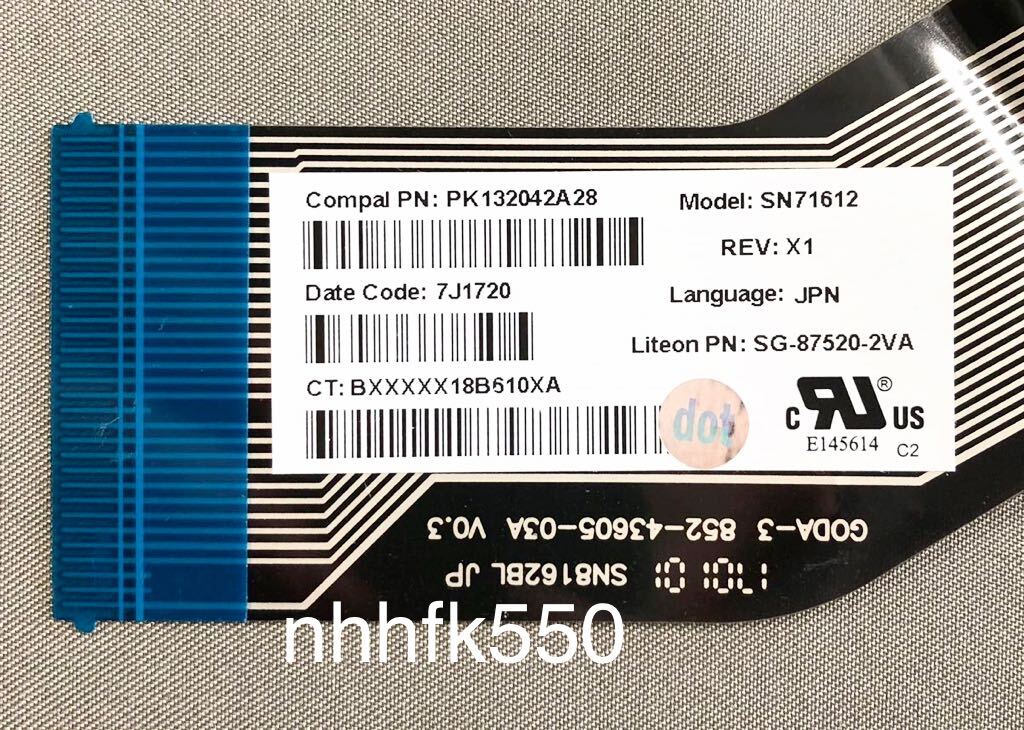 Compal PN: PK132042A28
Model: SN71612
REV: X1
Date Code: 7J1720
Language: JPN
Liteon PN: SG-87520-2VA
CT: BXXXXX18B610XA
dot
c RU ® US
E145614 C2
GODA-3 852-43605-03A V0.3
SN8162BL JP
nhhfk550